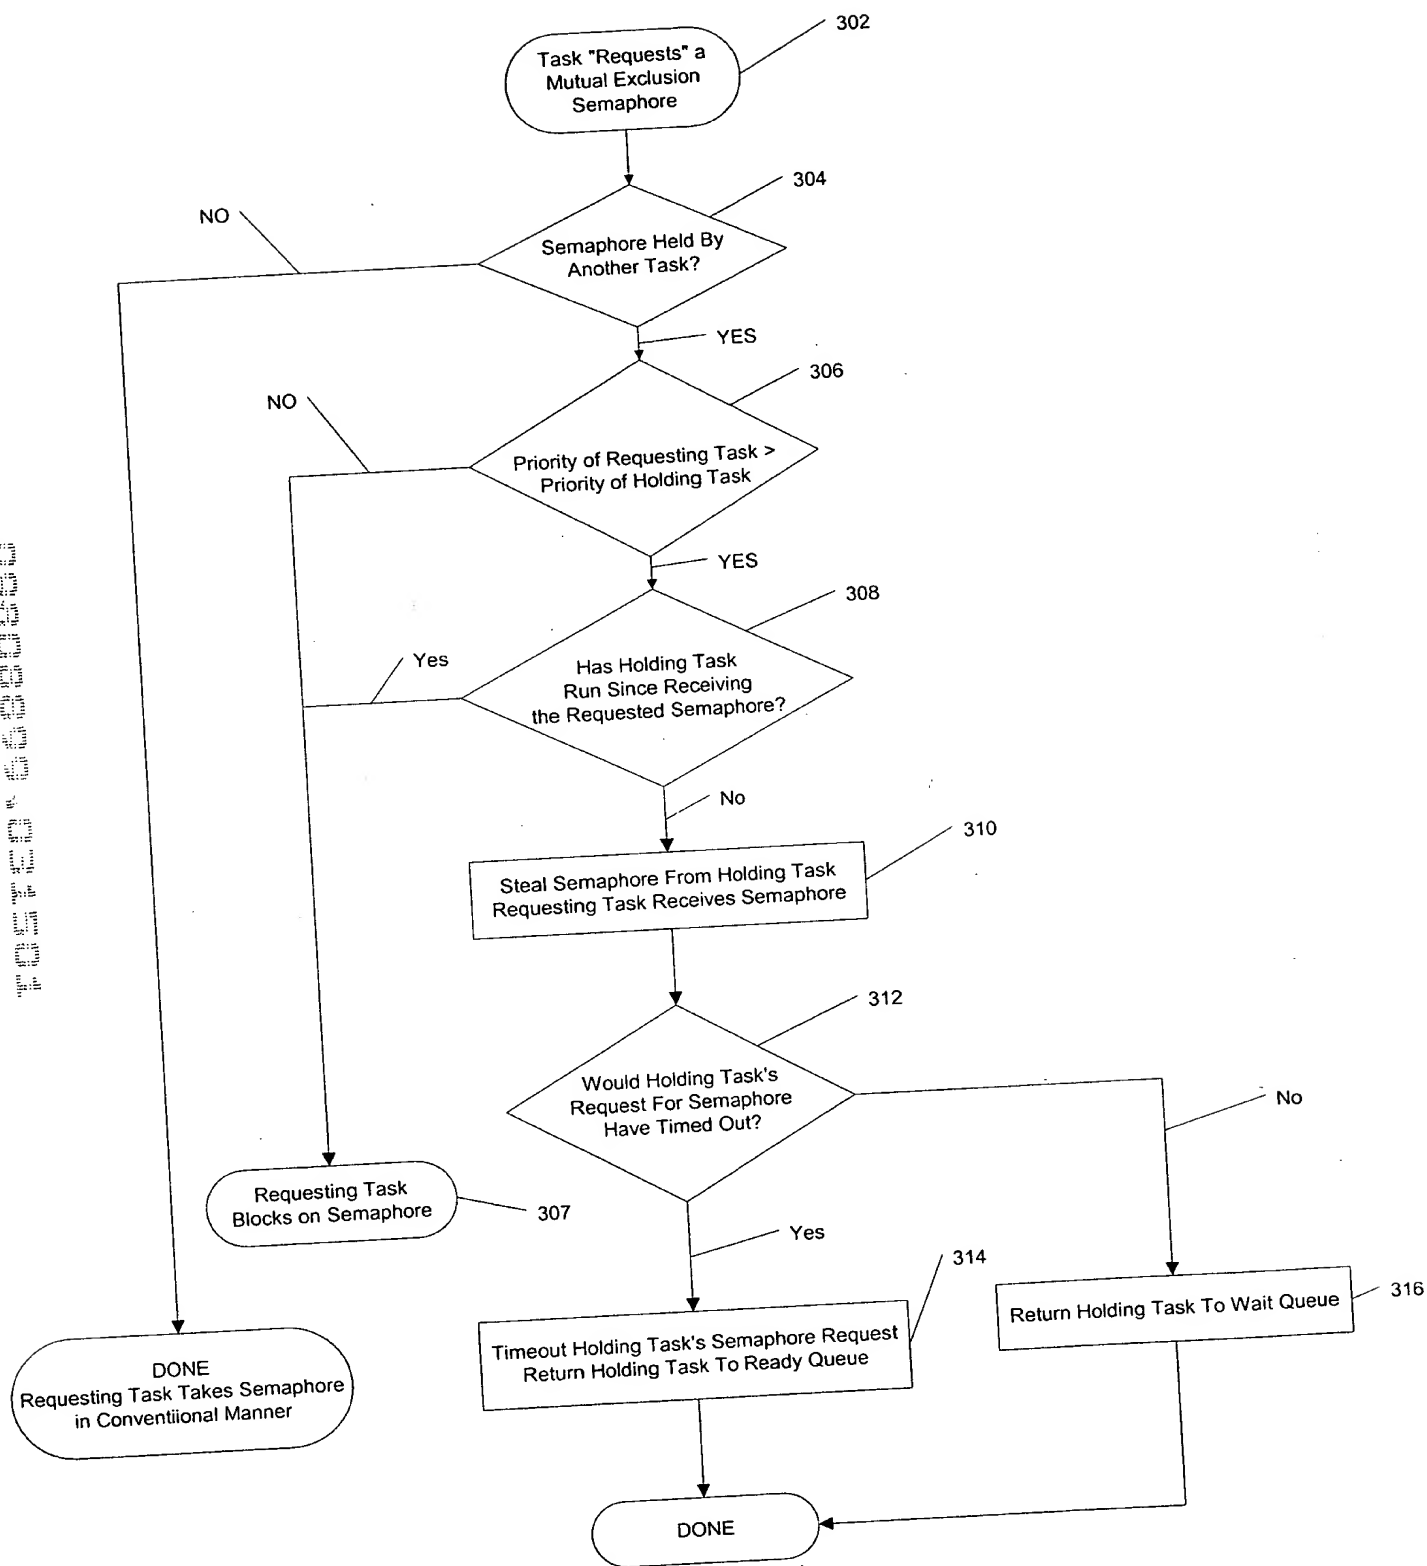 302
Task "Requests" a
Mutual Exclusion
Semaphore
304
NO
Semaphore Held By
Another Task?
YES
306
NO
Priority of Requesting Task >
Priority of Holding Task
YES
308
Yes
Has Holding Task
Run Since Receiving
the Requested Semaphore?
No
310
Steal Semaphore From Holding Task
Requesting Task Receives Semaphore
312
Would Holding Task's
Request For Semaphore
Have Timed Out?
No
Requesting Task
Blocks on Semaphore
307
Yes
314
Timeout Holding Task's Semaphore Request
Return Holding Task To Ready Queue
Return Holding Task To Wait Queue
316
DONE
Requesting Task Takes Semaphore
in Conventiional Manner
DONE